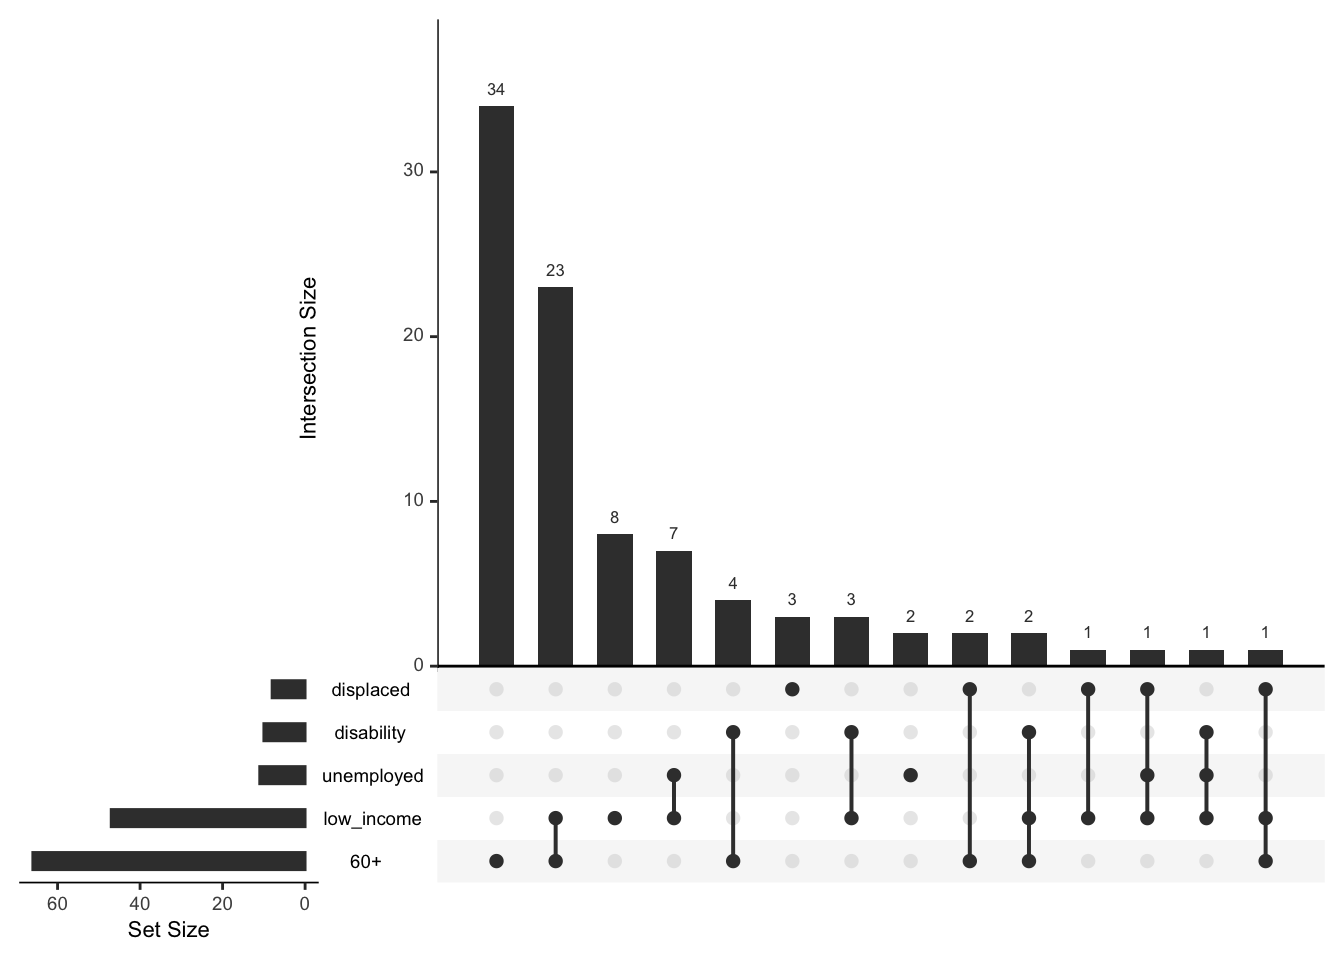 34
23
8
7
4
3
3
2
2
2
1
1
1
1
30
20
10
0
Intersection Size
displaced
disability
unemployed
low_income
60+
60 40 20 0
Set Size